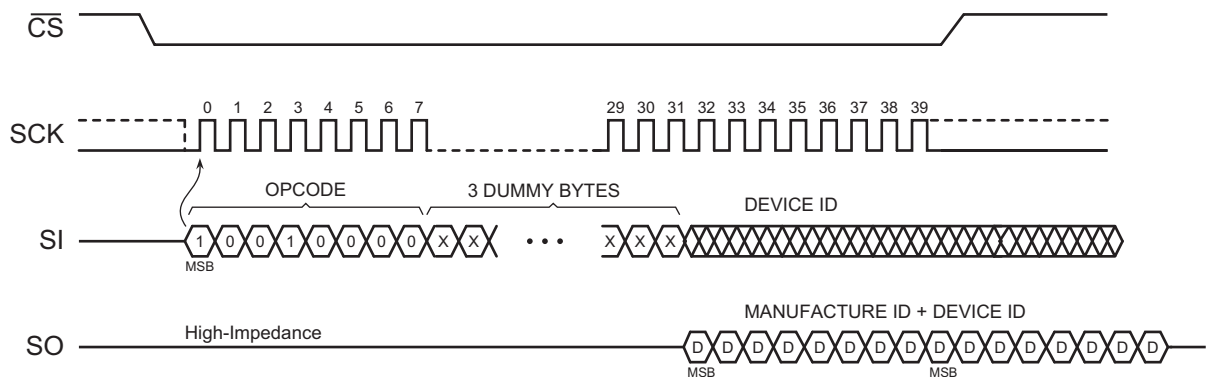 CS
0 1 2 3 4 5 6 7 29 30 31 32 33 34 35 36 37 38 39
SCK
OPCODE 3 DUMMY BYTES DEVICE ID
SI 1 0 0 1 0 0 0 0 X X • • • X X X
MSB
MANUFACTURE ID + DEVICE ID
High-Impedance
SO D D D D D D D D D D D D D D D D
MSB MSB